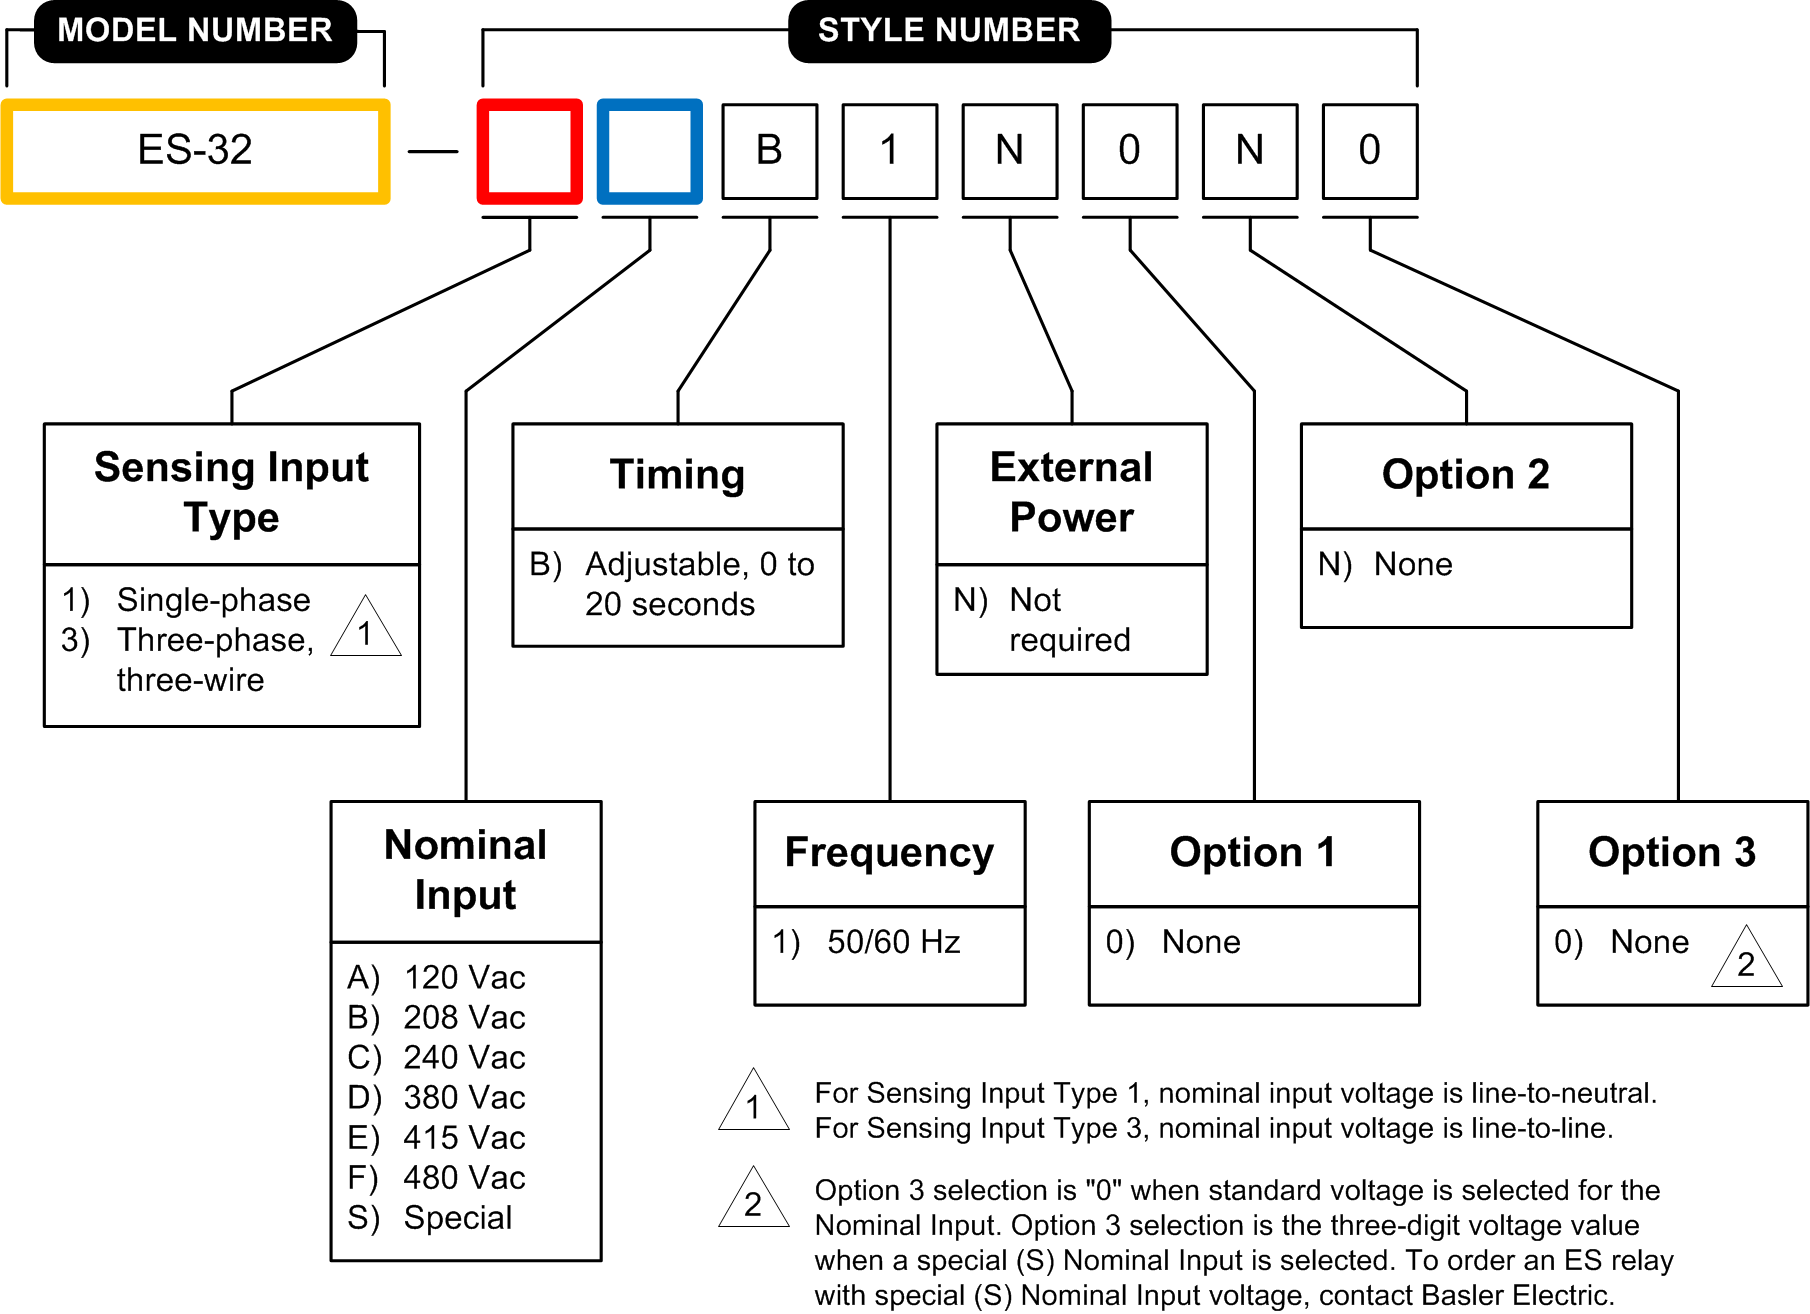 MODEL NUMBER
STYLE NUMBER
ES-32
B
1
N
0
N
0
Sensing Input
Type
1) Single-phase
3) Three-phase,
three-wire
1
Timing
B) Adjustable, 0 to
20 seconds
External
Power
N) Not
required
Option 2
N) None
Nominal
Input
A) 120 Vac
B) 208 Vac
C) 240 Vac
D) 380 Vac
E) 415 Vac
F) 480 Vac
S) Special
Frequency
1) 50/60 Hz
Option 1
0) None
Option 3
0) None
2
1
For Sensing Input Type 1, nominal input voltage is line-to-neutral.
For Sensing Input Type 3, nominal input voltage is line-to-line.
2
Option 3 selection is "0" when standard voltage is selected for the
Nominal Input. Option 3 selection is the three-digit voltage value
when a special (S) Nominal Input is selected. To order an ES relay
with special (S) Nominal Input voltage, contact Basler Electric.